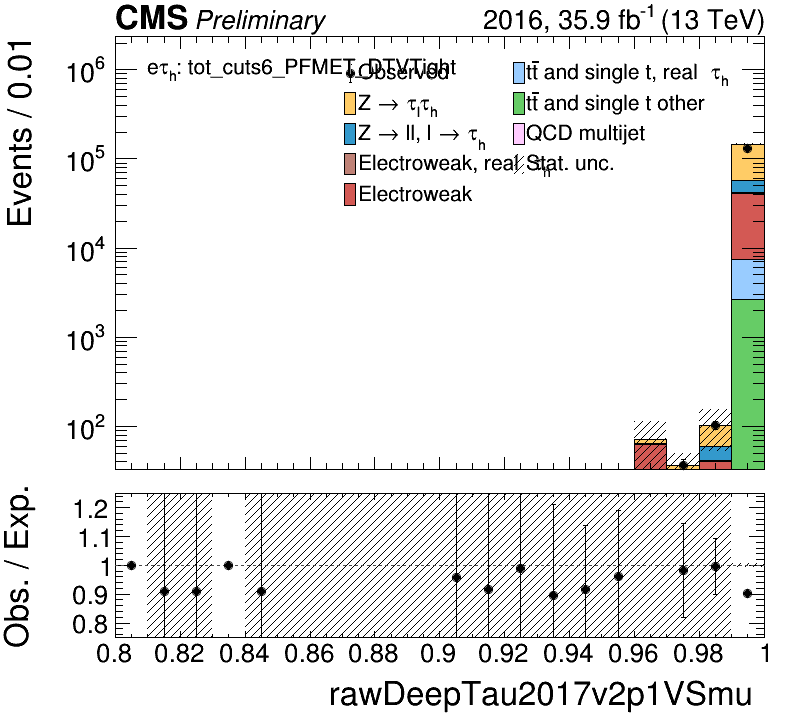 CMS Preliminary 2016, 35.9 fb⁻¹ (13 TeV)
Events / 0.01
eτh: tot_cuts6_PFMET_DTVTight
Observed
tt̄ and single t, real τh
Z → τlτh
tt̄ and single t other
Z → ll, l → τh
QCD multijet
Electroweak, real τh
Stat. unc.
Electroweak
10⁶
10⁵
10⁴
10³
10²
Obs. / Exp.
1.2
1.1
1
0.9
0.8
0.8 0.82 0.84 0.86 0.88 0.9 0.92 0.94 0.96 0.98 1
rawDeepTau2017v2p1VSmu